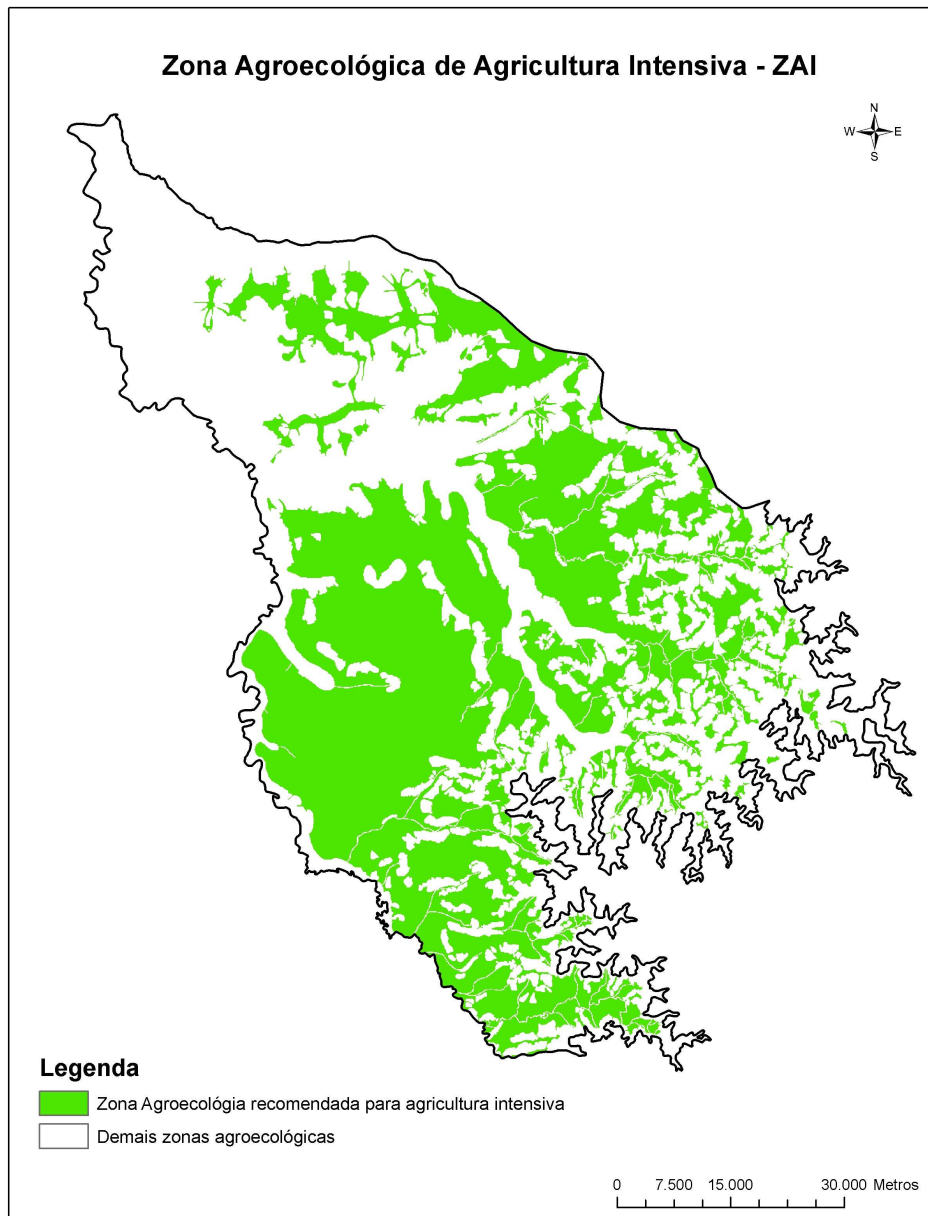 Zona Agroecológica de Agricultura Intensiva - ZAI
N
W E
S
Legenda
Zona Agroecológia recomendada para agricultura intensiva
Demais zonas agroecológicas
0 7.500 15.000 30.000 Metros